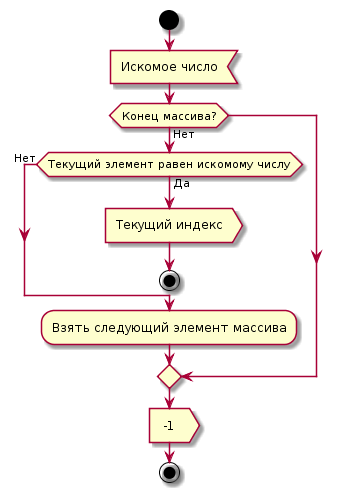 Искомое число
Конец массива?
Нет
Нет
Текущий элемент равен искомому числу
Да
Текущий индекс
Взять следующий элемент массива
-1